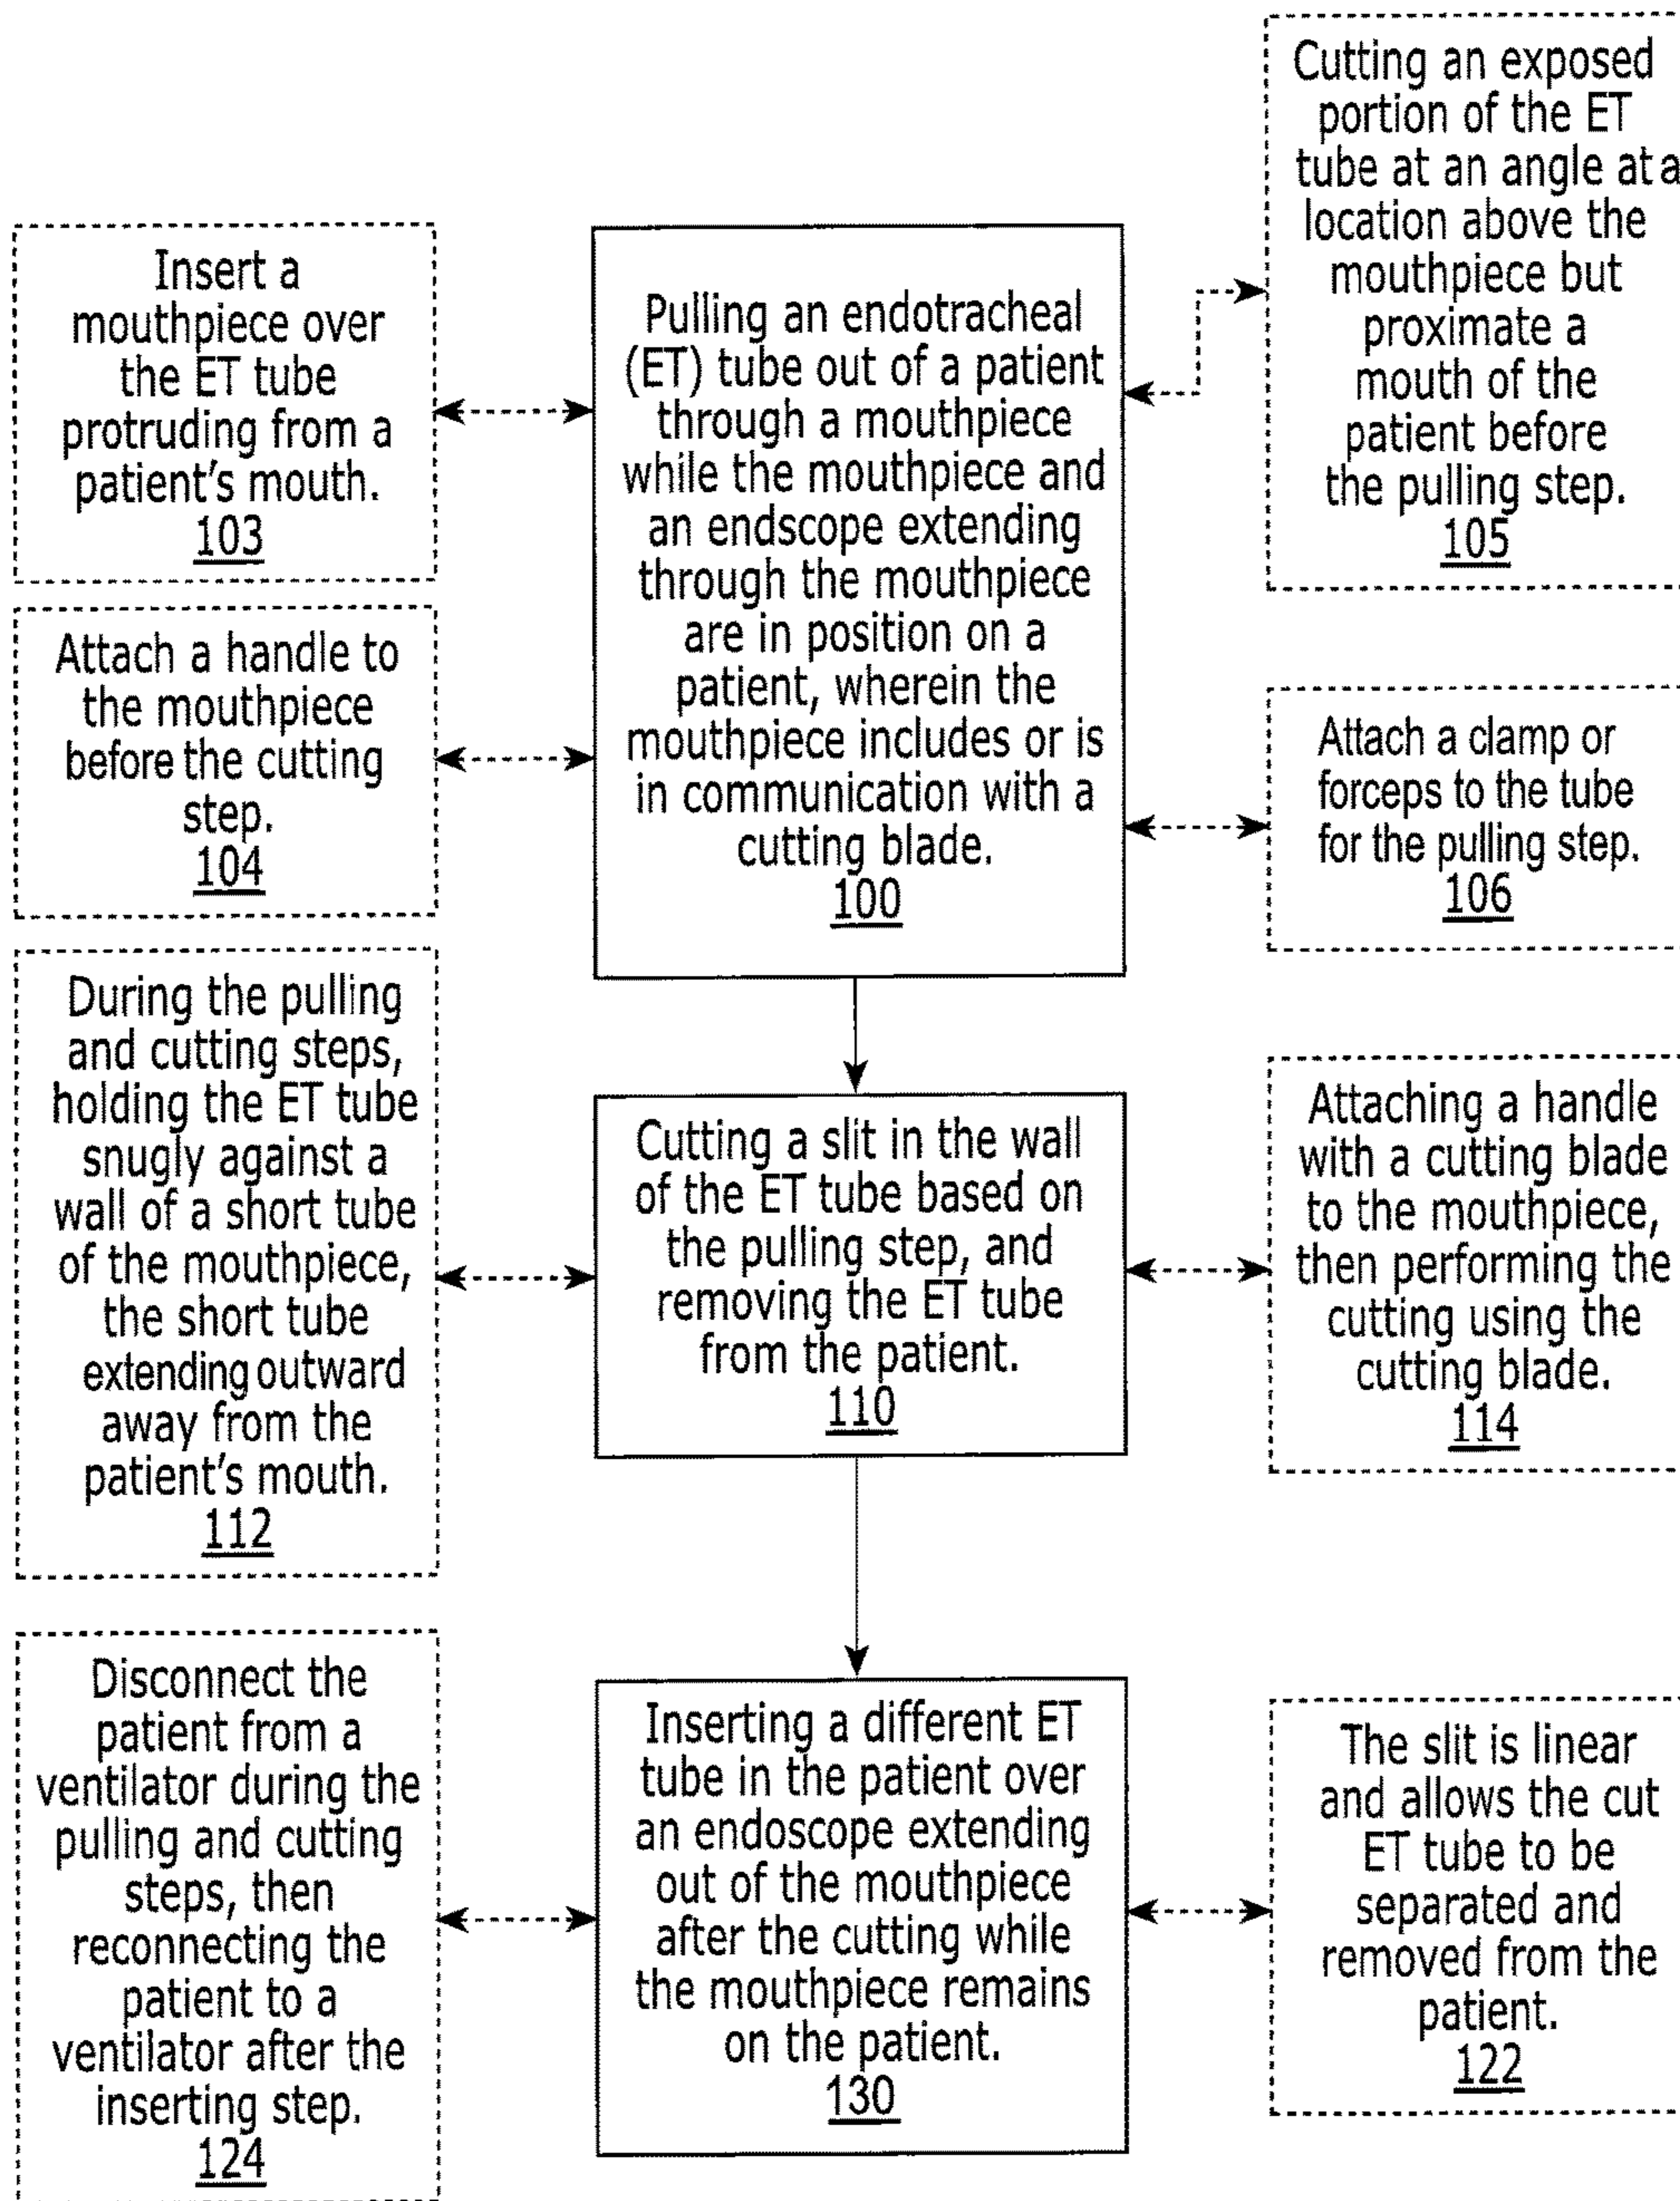 Insert a
mouthpiece over
the ET tube
protruding from a
patient's mouth.
103
Attach a handle to
the mouthpiece
before the cutting
step.
104
Pulling an endotracheal
(ET) tube out of a patient
through a mouthpiece
while the mouthpiece and
an endscope extending
through the mouthpiece
are in position on a
patient, wherein the
mouthpiece includes or is
in communication with a
cutting blade.
100
Cutting an exposed
portion of the ET
tube at an angle at a
location above the
mouthpiece but
proximate a
mouth of the
patient before
the pulling step.
105
Attach a clamp or
forceps to the tube
for the pulling step.
106
During the pulling
and cutting steps,
holding the ET tube
snugly against a
wall of a short tube
of the mouthpiece,
the short tube
extending outward
away from the
patient's mouth.
112
Cutting a slit in the wall
of the ET tube based on
the pulling step, and
removing the ET tube
from the patient.
110
Attaching a handle
with a cutting blade
to the mouthpiece,
then performing the
cutting using the
cutting blade.
114
Disconnect the
patient from a
ventilator during the
pulling and cutting
steps, then
reconnecting the
patient to a
ventilator after the
inserting step.
124
Inserting a different ET
tube in the patient over
an endoscope extending
out of the mouthpiece
after the cutting while
the mouthpiece remains
on the patient.
130
The slit is linear
and allows the cut
ET tube to be
separated and
removed from the
patient.
122